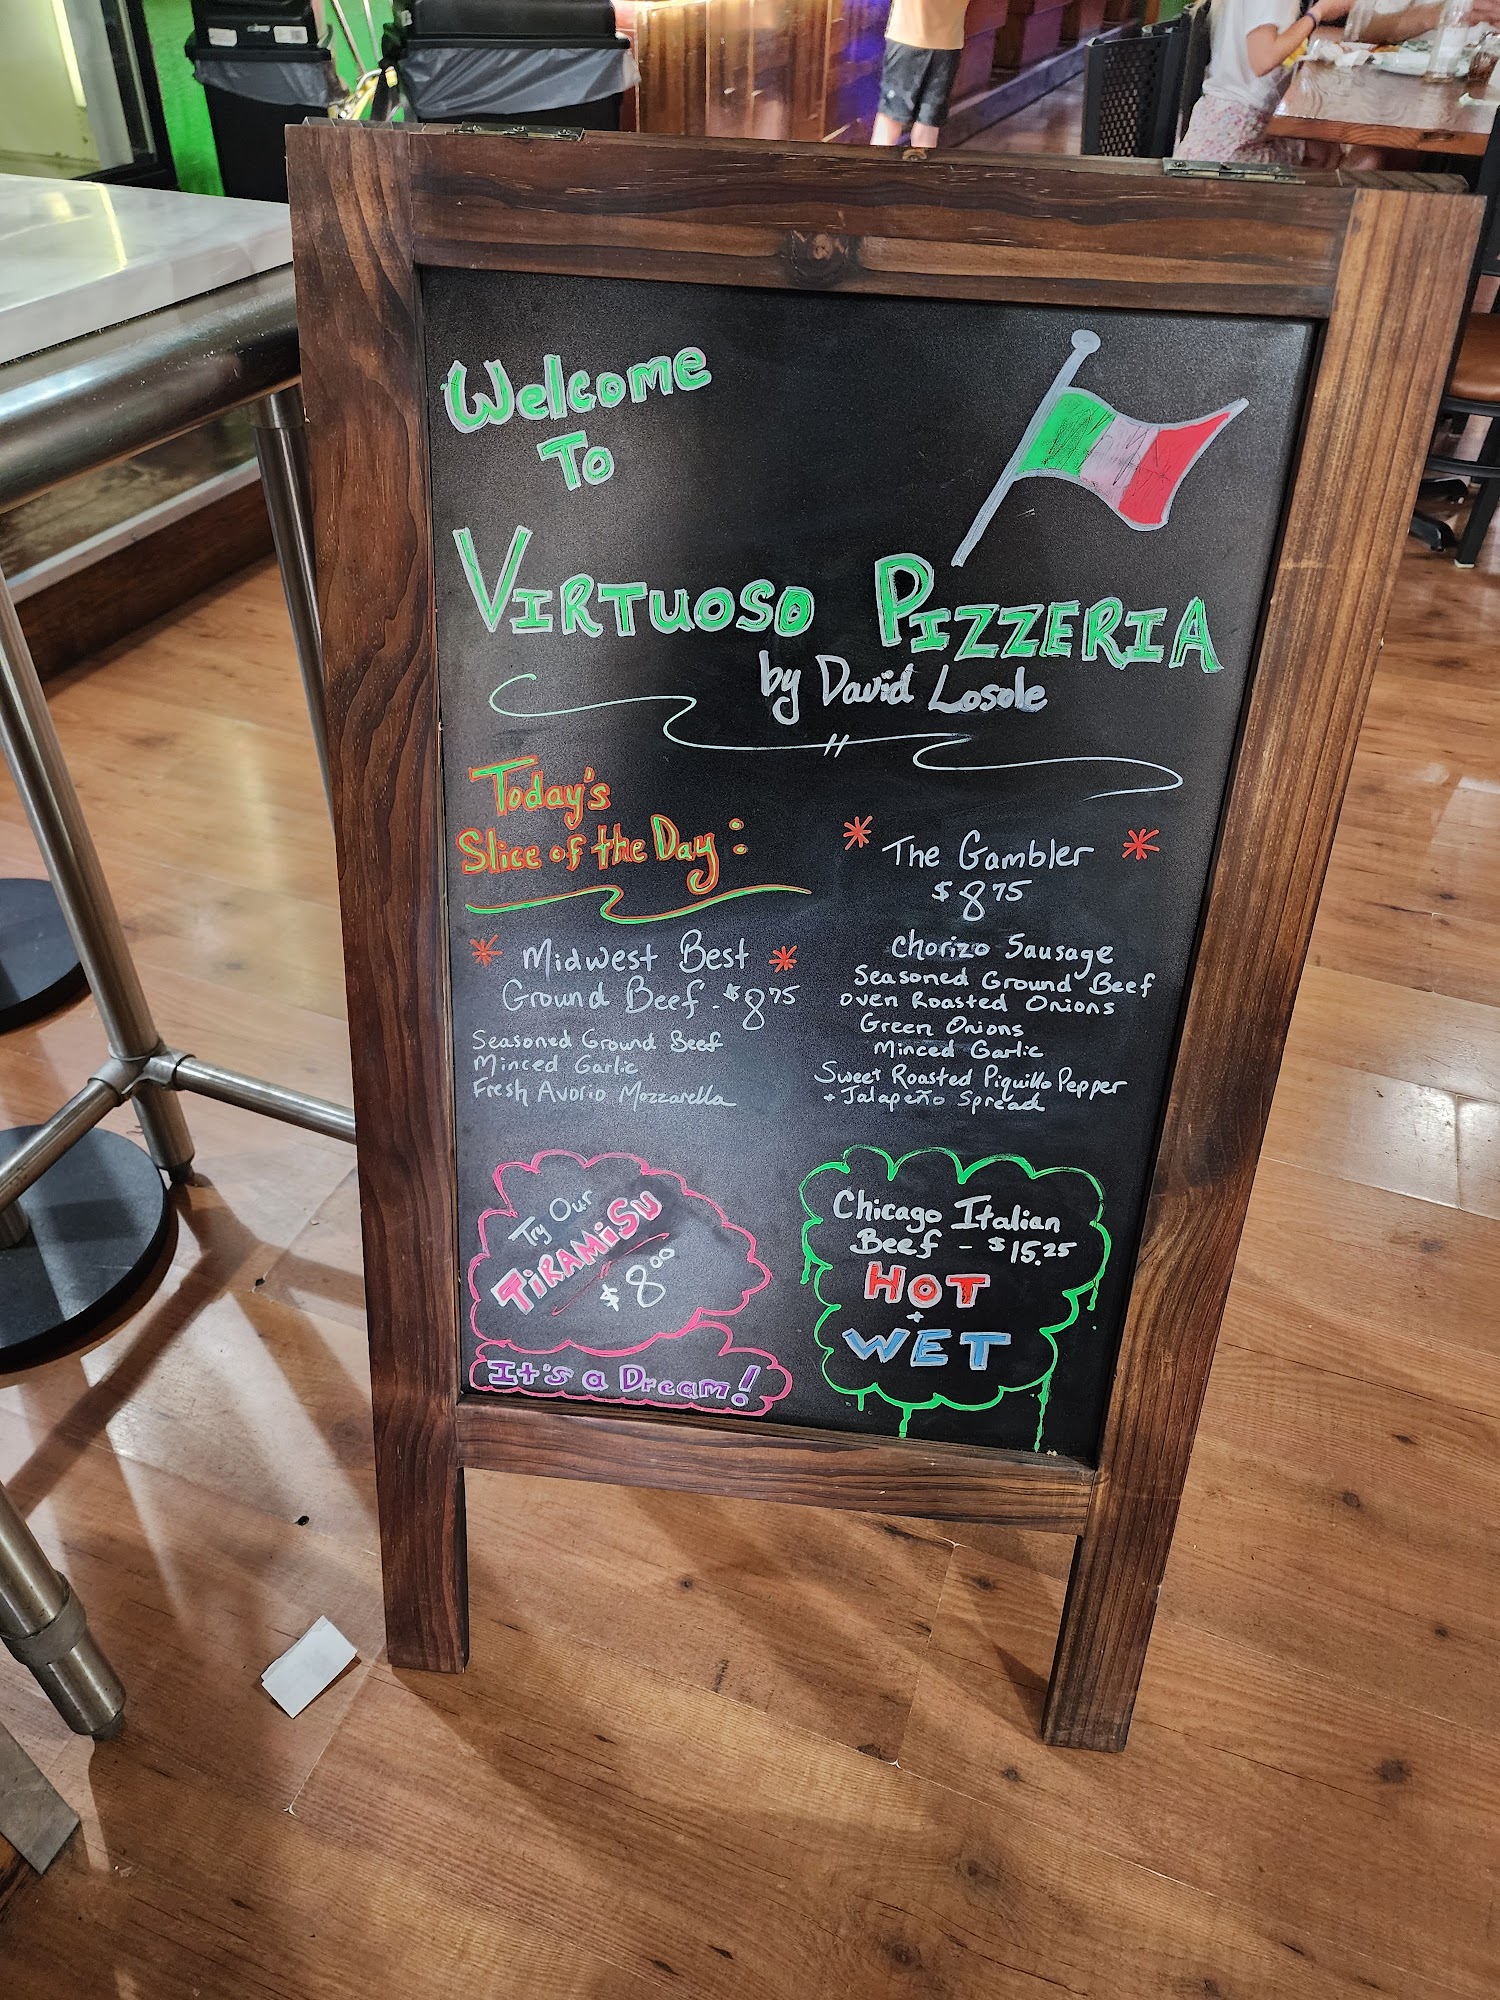 Welcome
To
VIRTUOSO PIZZERIA
by David Losole
Today's
Slice of the Day:
* Midwest Best *
Ground Beef - $8 75
Seasoned Ground Beef
Minced Garlic
Fresh Avorio Mozzarella
* The Gambler *
$8 75
Chorizo Sausage
Seasoned Ground Beef
Oven Roasted Onions
Green Onions
Minced Garlic
Sweet Roasted Piquillo Pepper
+ Jalapeño Spread
Try Our
TiRAMiSU
$8 00
It's a Dream!
Chicago Italian
Beef - $15.25
HOT
+
WET